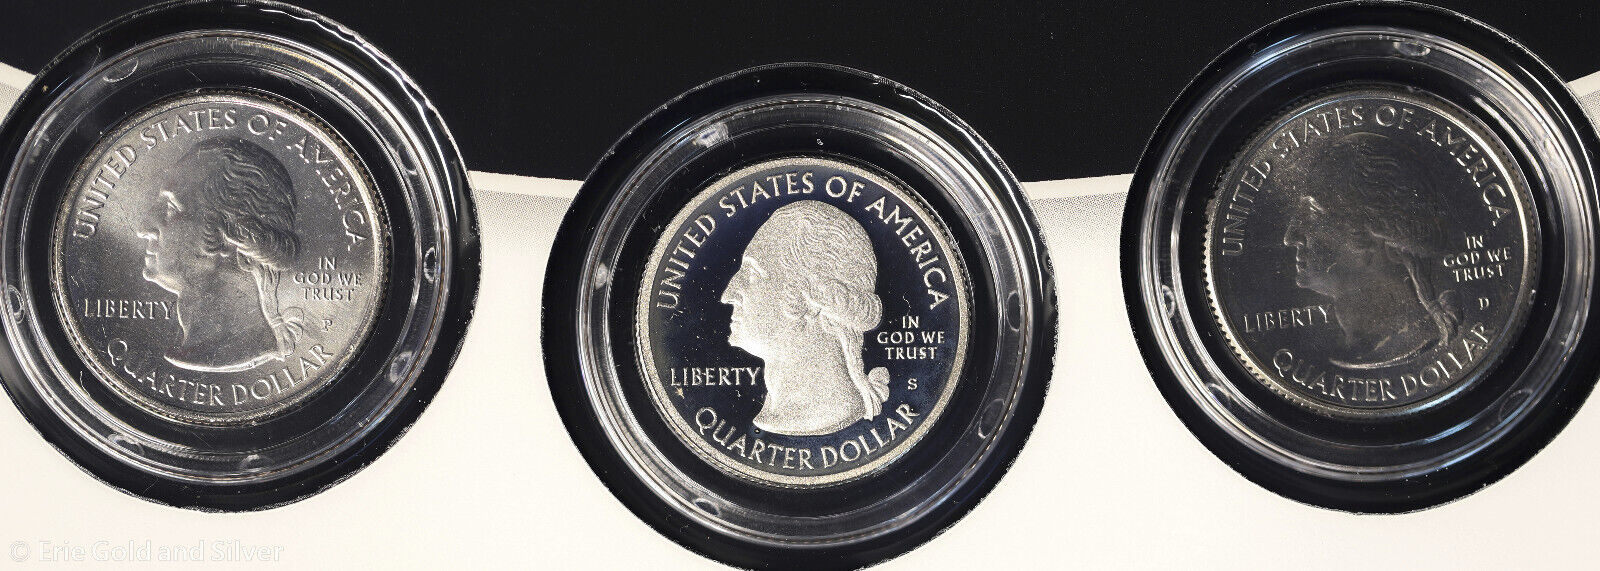 UNITED STATES OF AMERICA
IN
GOD WE
TRUST
LIBERTY
P
QUARTER DOLLAR
UNITED STATES OF AMERICA
IN
GOD WE
TRUST
LIBERTY
S
QUARTER DOLLAR
UNITED STATES OF AMERICA
IN
GOD WE
TRUST
LIBERTY
D
QUARTER DOLLAR
© Erie Gold and Silver